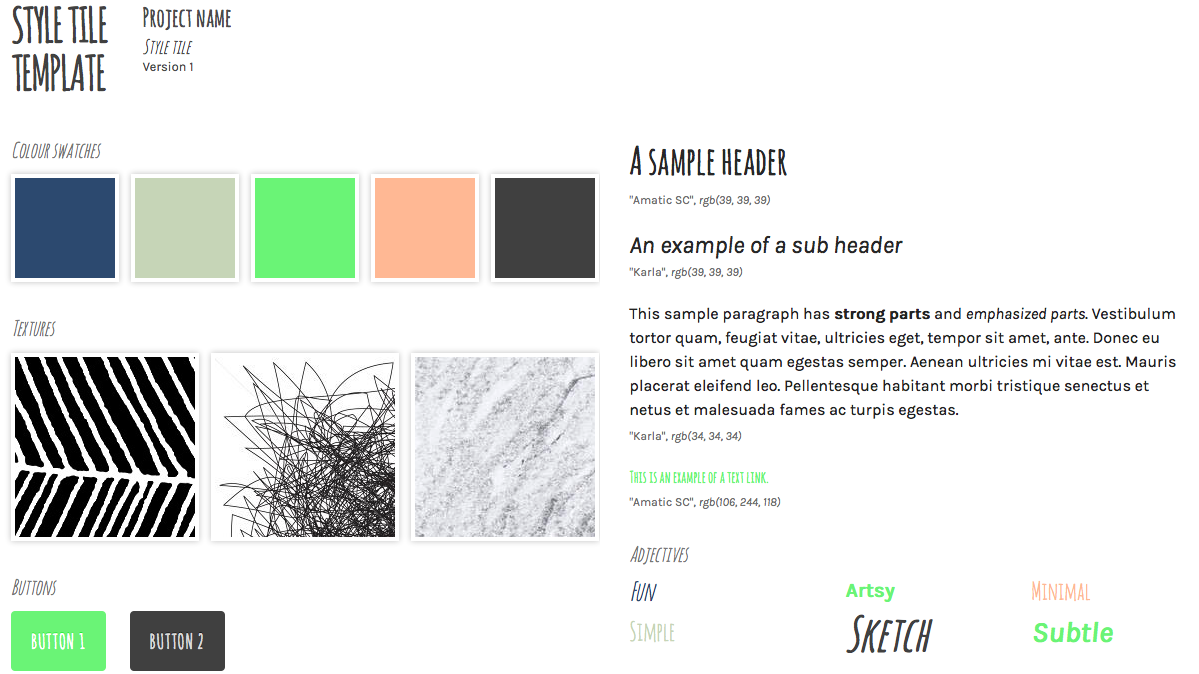 STYLE TILE
TEMPLATE
PROJECT NAME
STYLE TILE
Version 1
COLOUR SWATCHES
TEXTURES
BUTTONS
BUTTON 1
BUTTON 2
A SAMPLE HEADER
"Amatic SC", rgb(39, 39, 39)
An example of a sub header
"Karla", rgb(39, 39, 39)
This sample paragraph has strong parts and emphasized parts. Vestibulum
tortor quam, feugiat vitae, ultricies eget, tempor sit amet, ante. Donec eu
libero sit amet quam egestas semper. Aenean ultricies mi vitae est. Mauris
placerat eleifend leo. Pellentesque habitant morbi tristique senectus et
netus et malesuada fames ac turpis egestas.
"Karla", rgb(34, 34, 34)
THIS IS AN EXAMPLE OF A TEXT LINK.
"Amatic SC", rgb(106, 244, 118)
ADJECTIVES
FUN
Artsy
MINIMAL
SIMPLE
SKETCH
Subtle